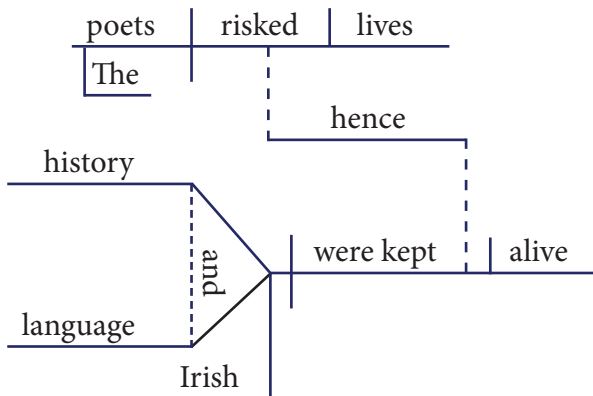 poets risked lives
The
hence
history
were kept alive
and
language
Irish